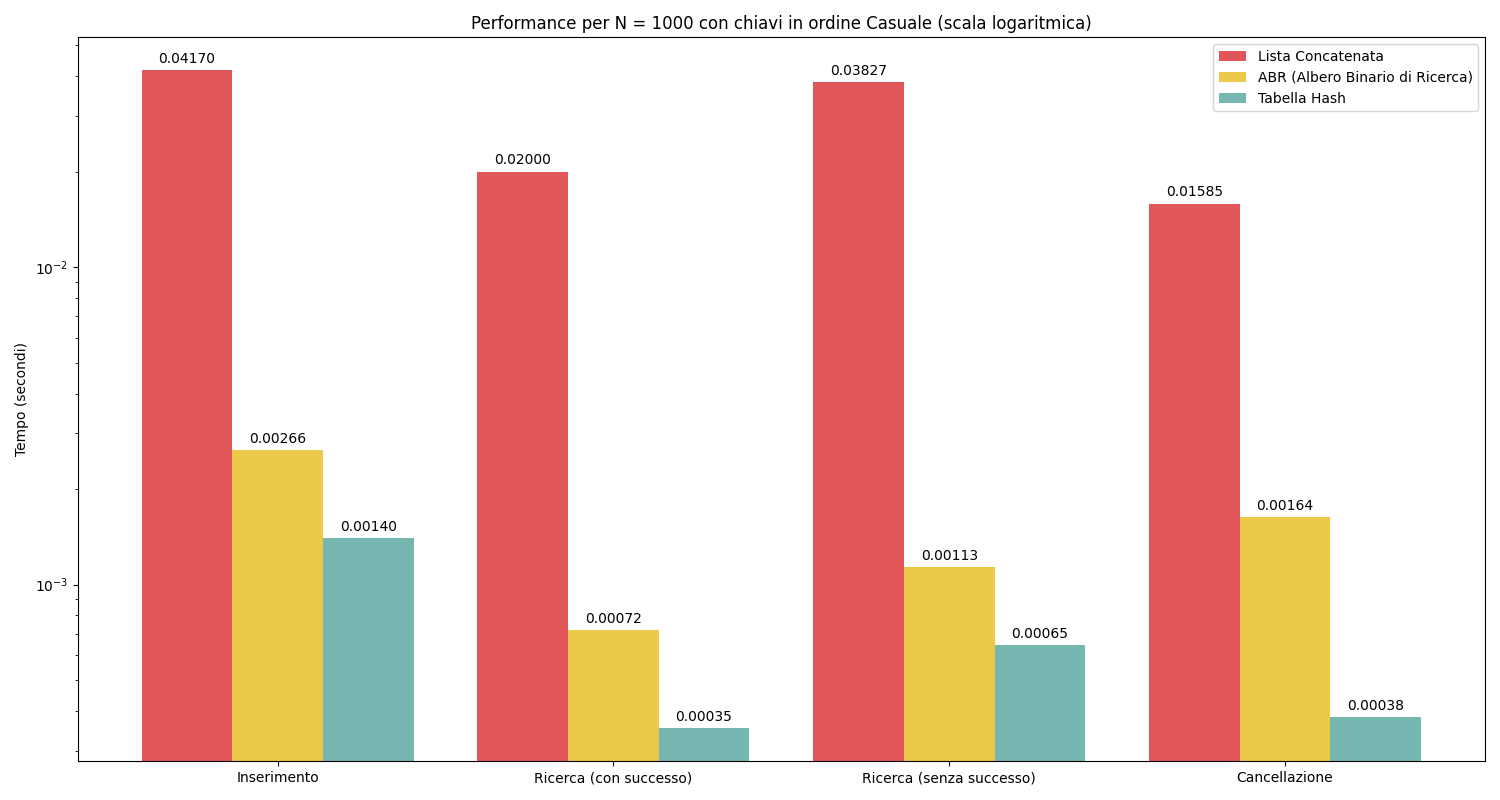 Performance per N = 1000 con chiavi in ordine Casuale (scala logaritmica)
Lista Concatenata
ABR (Albero Binario di Ricerca)
Tabella Hash
Tempo (secondi)
10⁻²
10⁻³
0.04170
0.00266
0.00140
0.02000
0.00072
0.00035
0.03827
0.00113
0.00065
0.01585
0.00164
0.00038
Inserimento
Ricerca (con successo)
Ricerca (senza successo)
Cancellazione